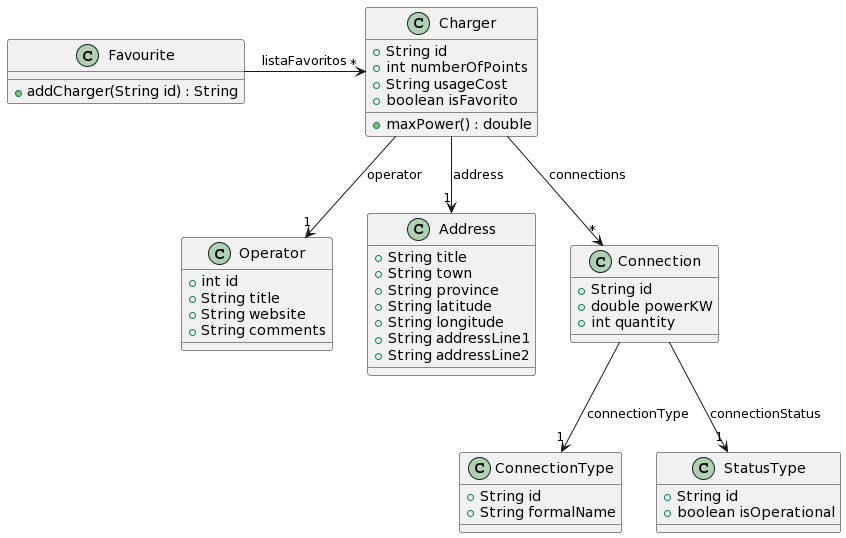 C Charger
String id
int numberOfPoints
String usageCost
boolean isFavorito
maxPower() : double
C Favourite
addCharger(String id) : String
listaFavoritos *
operator
1
address
1
connections
*
C Operator
int id
String title
String website
String comments
C Address
String title
String town
String province
String latitude
String longitude
String addressLine1
String addressLine2
C Connection
String id
double powerKW
int quantity
connectionType
1
connectionStatus
1
C ConnectionType
String id
String formalName
C StatusType
String id
boolean isOperational